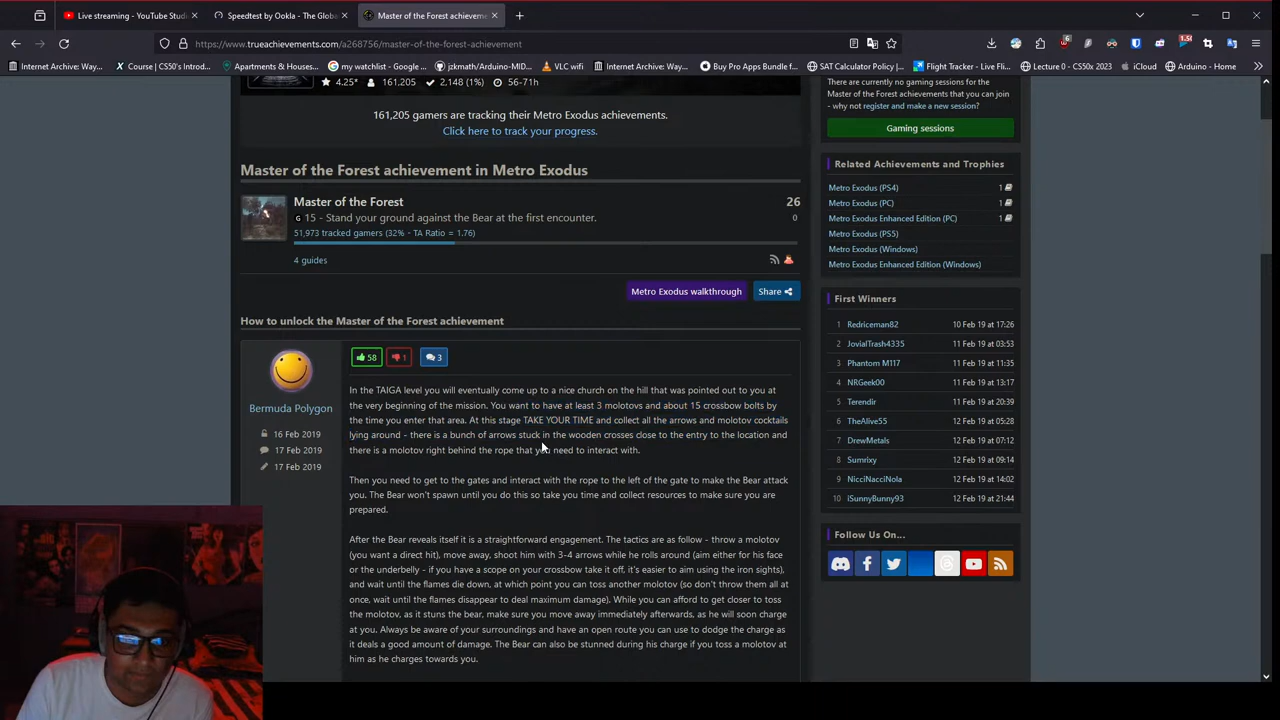 Live streaming - YouTube Studi
Speedtest by Ookla - The Globa
Master of the Forest achieveme
https://www.trueachievements.com/a268756/master-of-the-forest-achievement
Internet Archive: Way...
Course | CS50's Introd...
Apartments & Houses...
my watchlist - Google ...
jzkmath/Arduino-MID...
VLC wifi
Internet Archive: Way...
Buy Pro Apps Bundle f...
SAT Calculator Policy |...
Flight Tracker - Live Fli...
Lecture 0 - CS50x 2023
iCloud
Arduino - Home
4.25* 161,205 2,148 (1%) 56-71h
161,205 gamers are tracking their Metro Exodus achievements.
Click here to track your progress.
Master of the Forest achievement in Metro Exodus
Master of the Forest
26
G 15 - Stand your ground against the Bear at the first encounter.
0
51,973 tracked gamers (32% - TA Ratio = 1.76)
4 guides
Metro Exodus walkthrough
Share
How to unlock the Master of the Forest achievement
Bermuda Polygon
16 Feb 2019
17 Feb 2019
17 Feb 2019
58
1
3
In the TAIGA level you will eventually come up to a nice church on the hill that was pointed out to you at
the very beginning of the mission. You want to have at least 3 molotovs and about 15 crossbow bolts by
the time you enter that area. At this stage TAKE YOUR TIME and collect all the arrows and molotov cocktails
lying around - there is a bunch of arrows stuck in the wooden crosses close to the entry to the location and
there is a molotov right behind the rope that you need to interact with.
Then you need to get to the gates and interact with the rope to the left of the gate to make the Bear attack
you. The Bear won't spawn until you do this so take you time and collect resources to make sure you are
prepared.
After the Bear reveals itself it is a straightforward engagement. The tactics are as follow - throw a molotov
(you want a direct hit), move away, shoot him with 3-4 arrows while he rolls around (aim either for his face
or the underbelly - if you have a scope on your crossbow take it off, it's easier to aim using the iron sights),
and wait until the flames die down, at which point you can toss another molotov (so don't throw them all at
once, wait until the flames disappear to deal maximum damage). While you can afford to get closer to toss
the molotov, as it stuns the bear, make sure you move away immediately afterwards, as he will soon charge
at you. Always be aware of your surroundings and have an open route you can use to dodge the charge as
it deals a good amount of damage. The Bear can also be stunned during his charge if you toss a molotov at
him as he charges towards you.
There are currently no gaming sessions for the
Master of the Forest achievements that you can join
- why not register and make a new session?
Gaming sessions
Related Achievements and Trophies
Metro Exodus (PS4) 1
Metro Exodus (PC) 1
Metro Exodus Enhanced Edition (PC) 1
Metro Exodus (PS5)
Metro Exodus (Windows)
Metro Exodus Enhanced Edition (Windows)
First Winners
1 Redriceman82 10 Feb 19 at 17:26
2 JovialTrash4335 11 Feb 19 at 03:53
3 Phantom M117 11 Feb 19 at 11:35
4 NRGeek00 11 Feb 19 at 13:17
5 Terendir 11 Feb 19 at 20:39
6 TheAlive55 12 Feb 19 at 05:28
7 DrewMetals 12 Feb 19 at 07:12
8 Sumrixy 12 Feb 19 at 09:14
9 NicciNacciNola 12 Feb 19 at 14:02
10 iSunnyBunny93 12 Feb 19 at 21:44
Follow Us On...